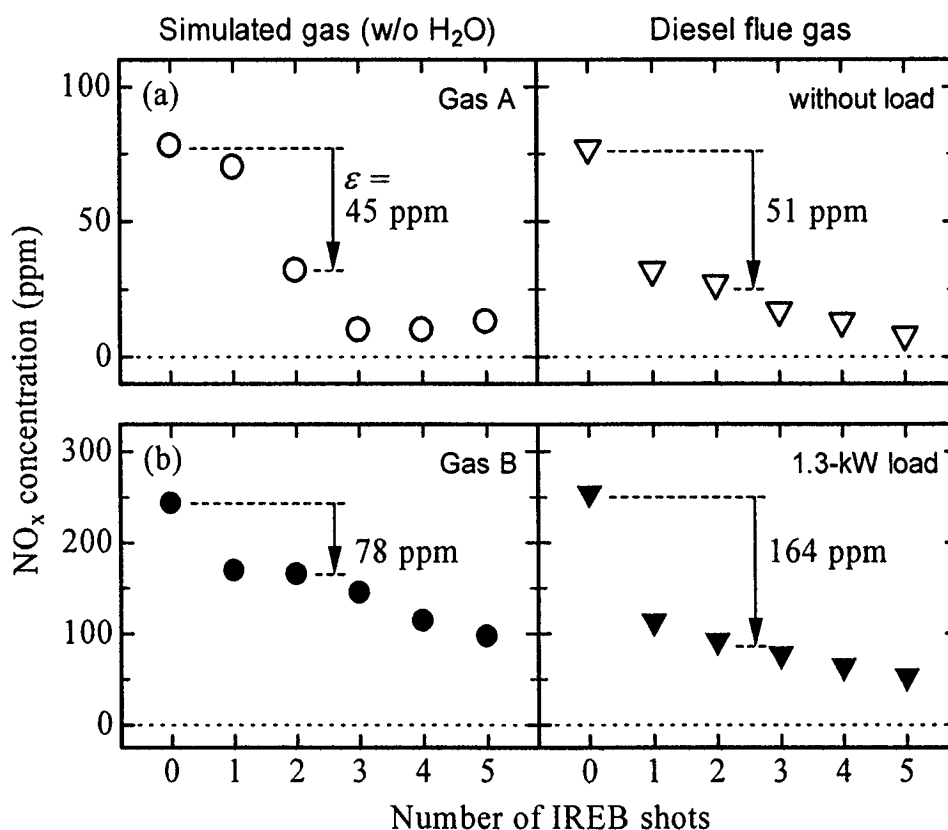 Simulated gas (w/o H₂O)
Diesel flue gas
100
(a)
Gas A
without load
ε =
45 ppm
51 ppm
50
0
NOₓ concentration (ppm)
300
(b)
Gas B
1.3-kW load
78 ppm
164 ppm
200
100
0
0 1 2 3 4 5 0 1 2 3 4 5
Number of IREB shots